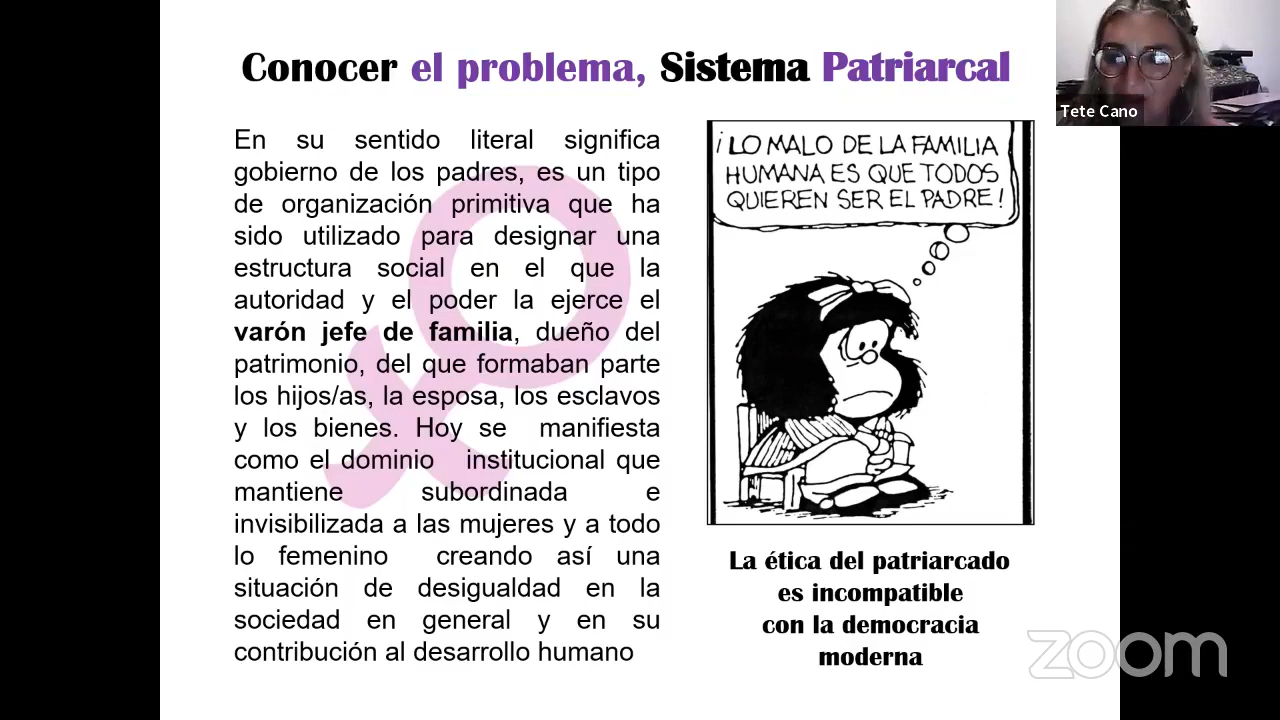 Conocer el problema, Sistema Patriarcal
En su sentido literal significa
gobierno de los padres, es un tipo
de organización primitiva que ha
sido utilizado para designar una
estructura social en el que la
autoridad y el poder la ejerce el
varón jefe de familia, dueño del
patrimonio, del que formaban parte
los hijos/as, la esposa, los esclavos
y los bienes. Hoy se manifiesta
como el dominio institucional que
mantiene subordinada e
invisibilizada a las mujeres y a todo
lo femenino creando así una
situación de desigualdad en la
sociedad en general y en su
contribución al desarrollo humano
¡LO MALO DE LA FAMILIA
HUMANA ES QUE TODOS
QUIEREN SER EL PADRE!
La ética del patriarcado
es incompatible
con la democracia
moderna
Tete Cano
zoom